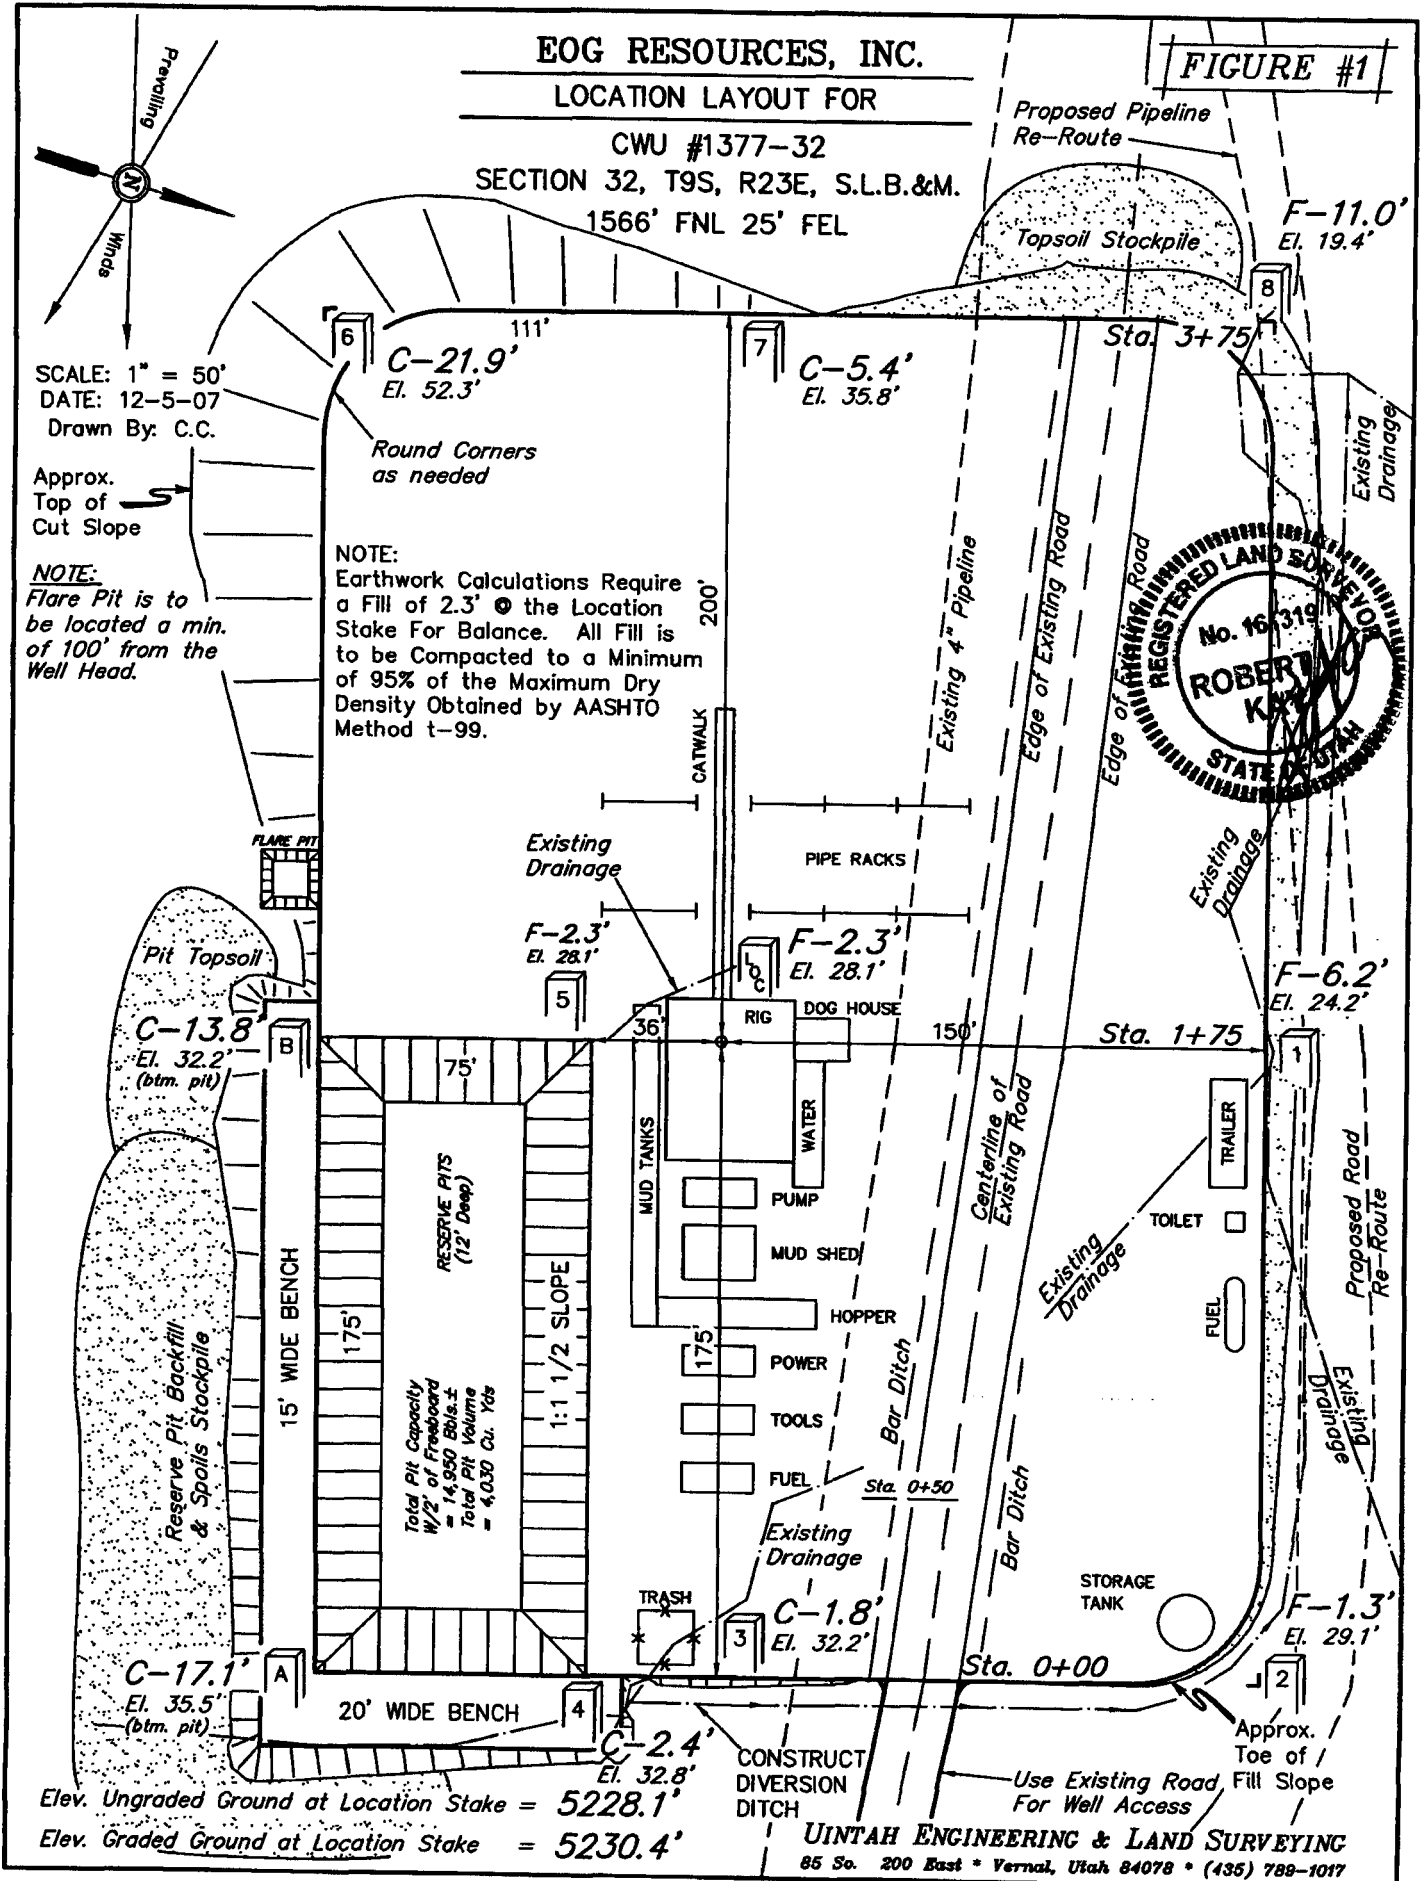 EOG RESOURCES, INC.
LOCATION LAYOUT FOR
CWU #1377-32
SECTION 32, T9S, R23E, S.L.B.&M.
1566' FNL 25' FEL
FIGURE #1
Prevailing
N
Winds
SCALE: 1" = 50'
DATE: 12-5-07
Drawn By: C.C.
Approx.
Top of
Cut Slope
NOTE:
Flare Pit is to
be located a min.
of 100' from the
Well Head.
Proposed Pipeline
Re-Route
Topsoil Stockpile
F-11.0'
El. 19.4'
8
Sta. 3+75
6
C-21.9'
El. 52.3'
111'
7
C-5.4'
El. 35.8'
Round Corners
as needed
Existing
Drainage
NOTE:
Earthwork Calculations Require
a Fill of 2.3' @ the Location
Stake For Balance. All Fill is
to be Compacted to a Minimum
of 95% of the Maximum Dry
Density Obtained by AASHTO
Method t-99.
200'
CATWALK
Existing 4" Pipeline
Edge of Existing Road
Edge of Existing Road
REGISTERED LAND SURVEYOR
No. 161319
ROBERT
KAY
STATE OF UTAH
FLARE PIT
Existing
Drainage
PIPE RACKS
Existing
Drainage
Pit Topsoil
F-2.3'
El. 28.1'
5
LOC
F-2.3'
El. 28.1'
F-6.2'
El. 24.2'
1
C-13.8'
El. 32.2'
(btm. pit)
B
36'
RIG
DOG HOUSE
150'
Sta. 1+75
75'
MUD TANKS
WATER
Centerline of
Existing Road
TRAILER
Proposed Road
Re-Route
RESERVE PITS
(12' Deep)
PUMP
TOILET
MUD SHED
Existing
Drainage
15' WIDE BENCH
175'
1:1 1/2 SLOPE
HOPPER
FUEL
Reserve Pit Backfill
& Spoils Stockpile
175'
POWER
Bar Ditch
Existing
Drainage
Total Pit Capacity
W/2' of Freeboard
= 14,950 Bbls.±
Total Pit Volume
= 4,030 Cu. Yds
TOOLS
FUEL
Sta. 0+50
Bar Ditch
Existing
Drainage
TRASH
STORAGE
TANK
3
C-1.8'
El. 32.2'
F-1.3'
El. 29.1'
2
Sta. 0+00
C-17.1'
El. 35.5'
(btm. pit)
A
20' WIDE BENCH
4
C-2.4'
El. 32.8'
CONSTRUCT
DIVERSION
DITCH
Approx.
Toe of
Fill Slope
Use Existing Road
For Well Access
Elev. Ungraded Ground at Location Stake = 5228.1'
Elev. Graded Ground at Location Stake = 5230.4'
UINTAH ENGINEERING & LAND SURVEYING
85 So. 200 East * Vernal, Utah 84078 * (435) 789-1017